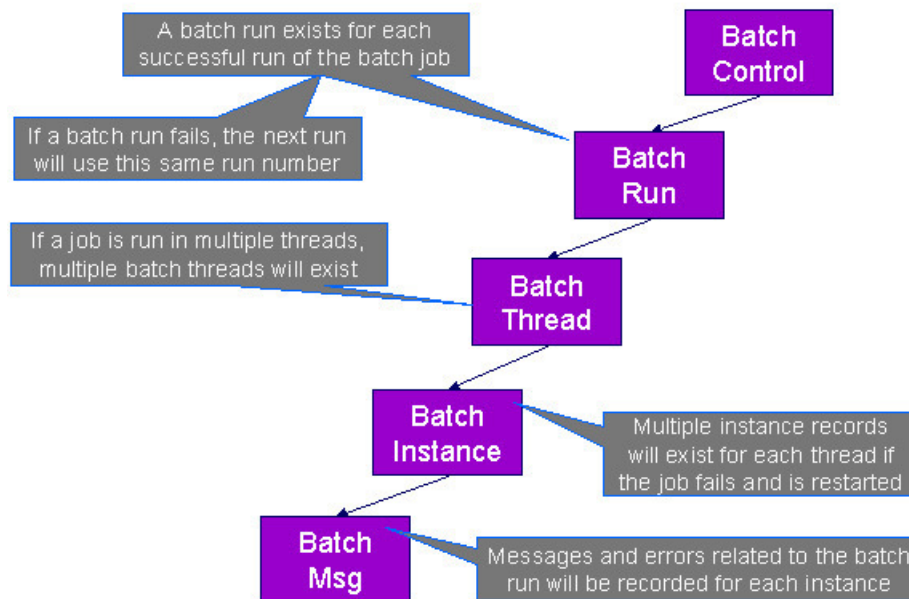 A batch run exists for each
successful run of the batch job
Batch
Control
If a batch run fails, the next run
will use this same run number
Batch
Run
If a job is run in multiple threads,
multiple batch threads will exist
Batch
Thread
Batch
Instance
Multiple instance records
will exist for each thread if
the job fails and is restarted
Batch
Msg
Messages and errors related to the batch
run will be recorded for each instance